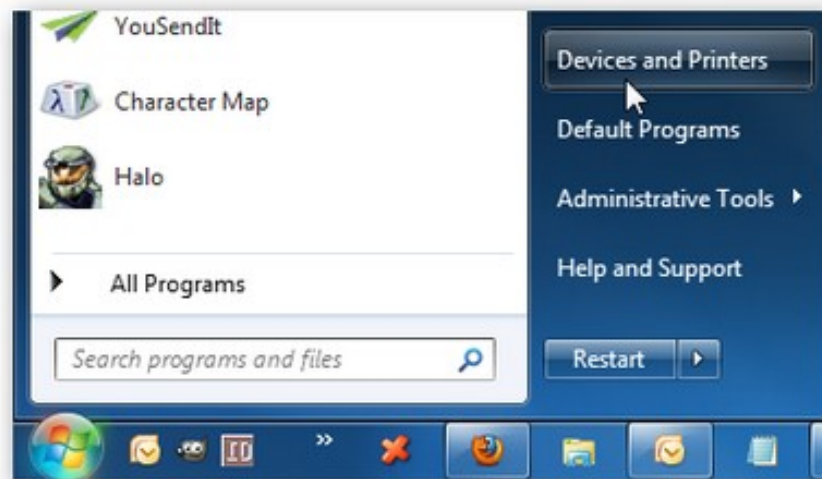 YouSendIt
Character Map
Halo
All Programs
Search programs and files
Devices and Printers
Default Programs
Administrative Tools
Help and Support
Restart